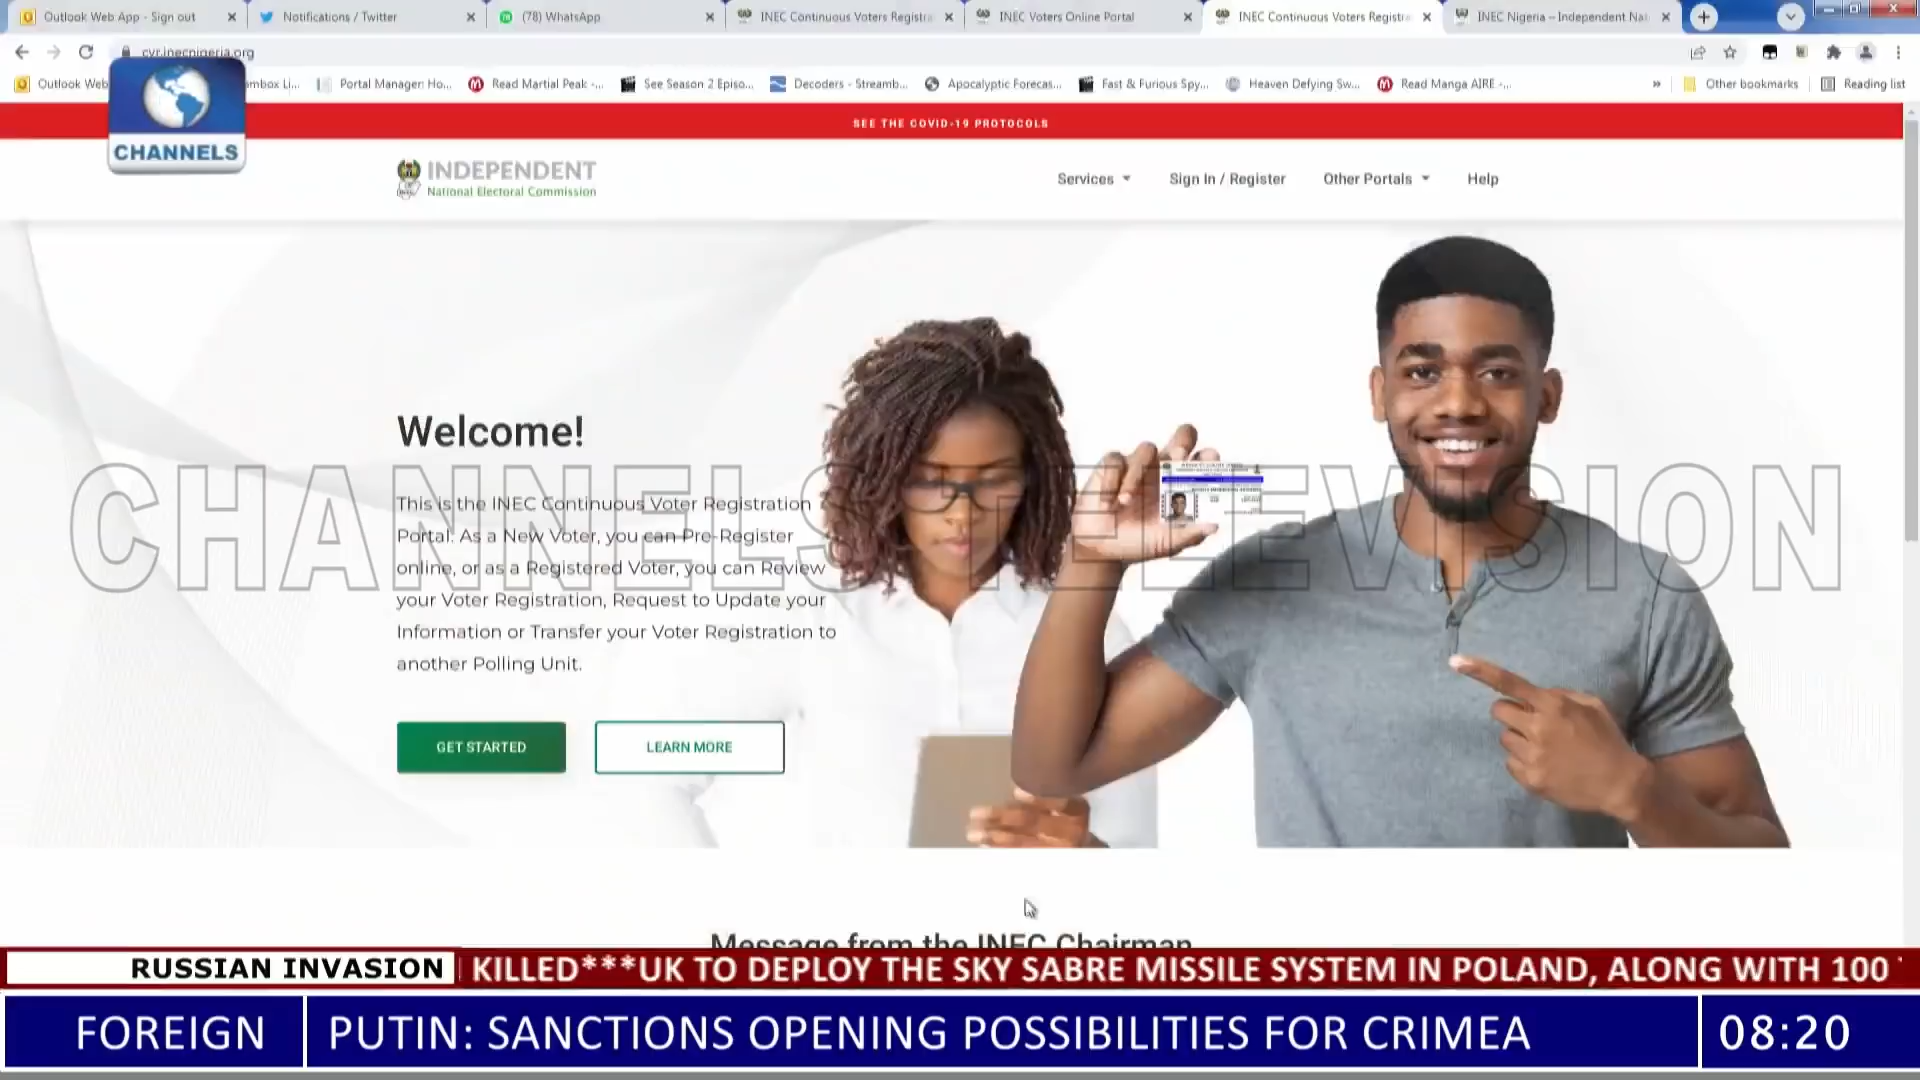 Outlook Web App - Sign out
Notifications / Twitter
(78) WhatsApp
INEC Continuous Voters Registr
INEC Voters Online Portal
INEC Continuous Voters Registr
INEC Nigeria – Independent Nat
cvr.inecnigeria.org
Outlook Web
mbox Li...
Portal Manager: Ho...
Read Martial Peak -...
See Season 2 Episo...
Decoders - Streamb...
Apocalyptic Forecas...
Fast & Furious Spy...
Heaven Defying Sw...
Read Manga AIRE -...
»
Other bookmarks
Reading list
CHANNELS
SEE THE COVID-19 PROTOCOLS
INDEPENDENT
National Electoral Commission
Services
Sign In / Register
Other Portals
Help
Welcome!
CHANNELS TELEVISION
This is the INEC Continuous Voter Registration
Portal. As a New Voter, you can Pre-Register
online, or as a Registered Voter, you can Review
your Voter Registration, Request to Update your
Information or Transfer your Voter Registration to
another Polling Unit.
GET STARTED
LEARN MORE
Message from the INEC Chairman
RUSSIAN INVASION
KILLED***UK TO DEPLOY THE SKY SABRE MISSILE SYSTEM IN POLAND, ALONG WITH 100
FOREIGN
PUTIN: SANCTIONS OPENING POSSIBILITIES FOR CRIMEA
08:20